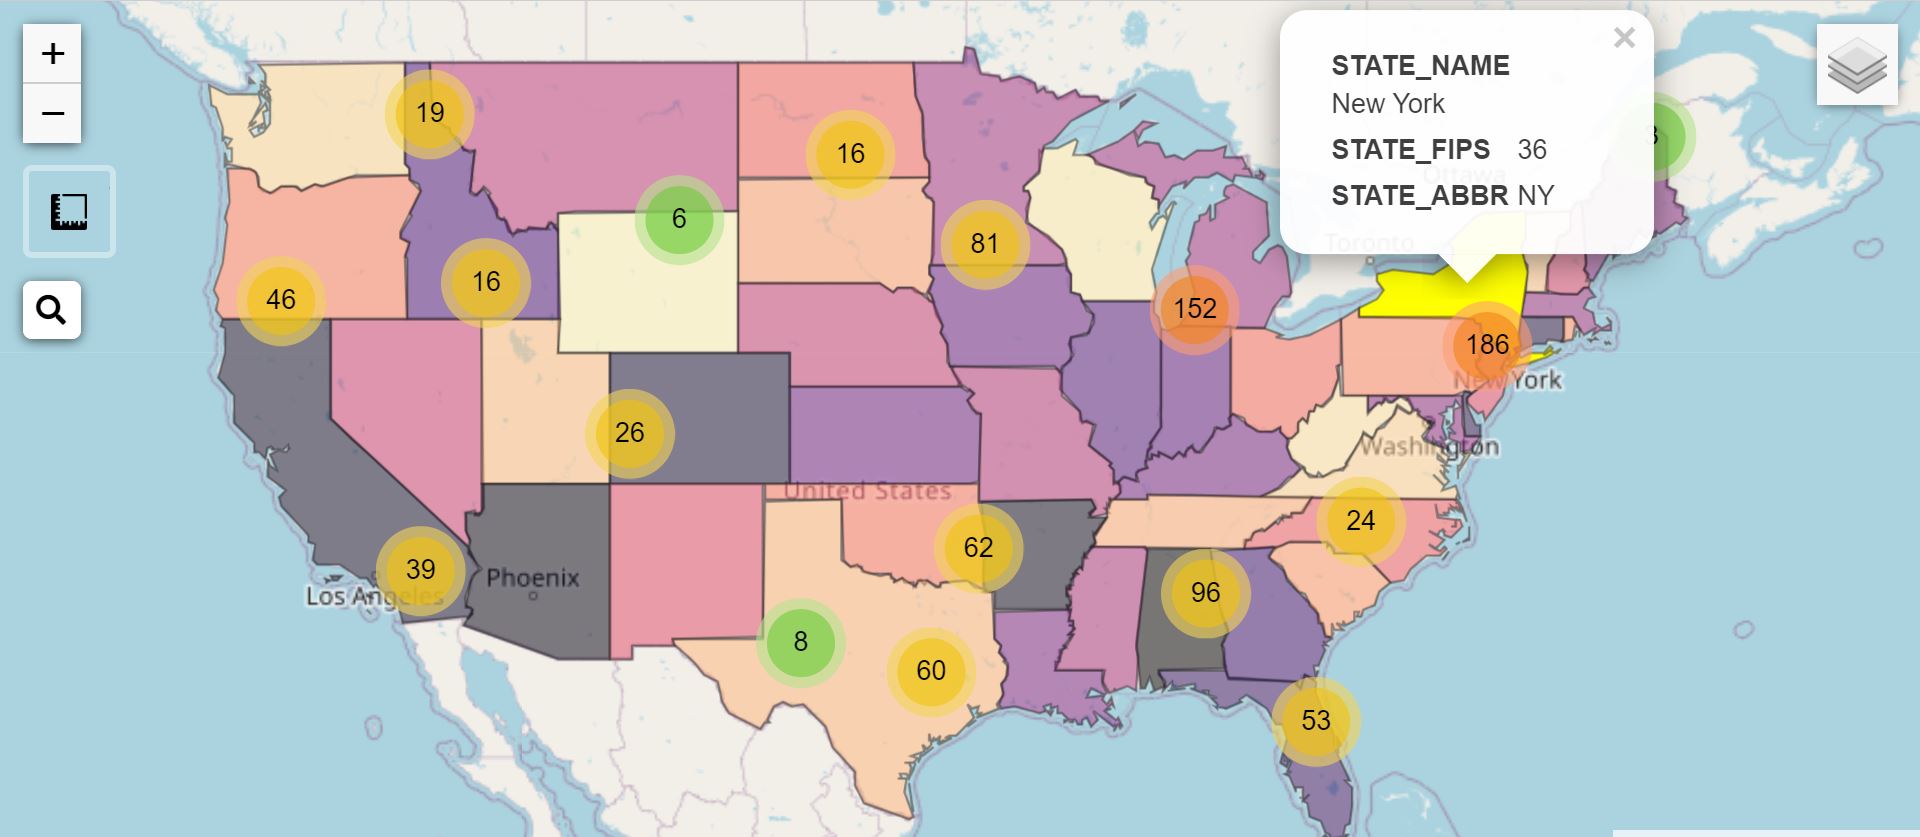 +
−
STATE_NAME
New York
STATE_FIPS 36
STATE_ABBR NY
×
19
16
3
6
81
16
46
152
186
26
24
62
39
96
8
60
53
Ottawa
Toronto
New York
Washington
United States
Phoenix
Los Angeles